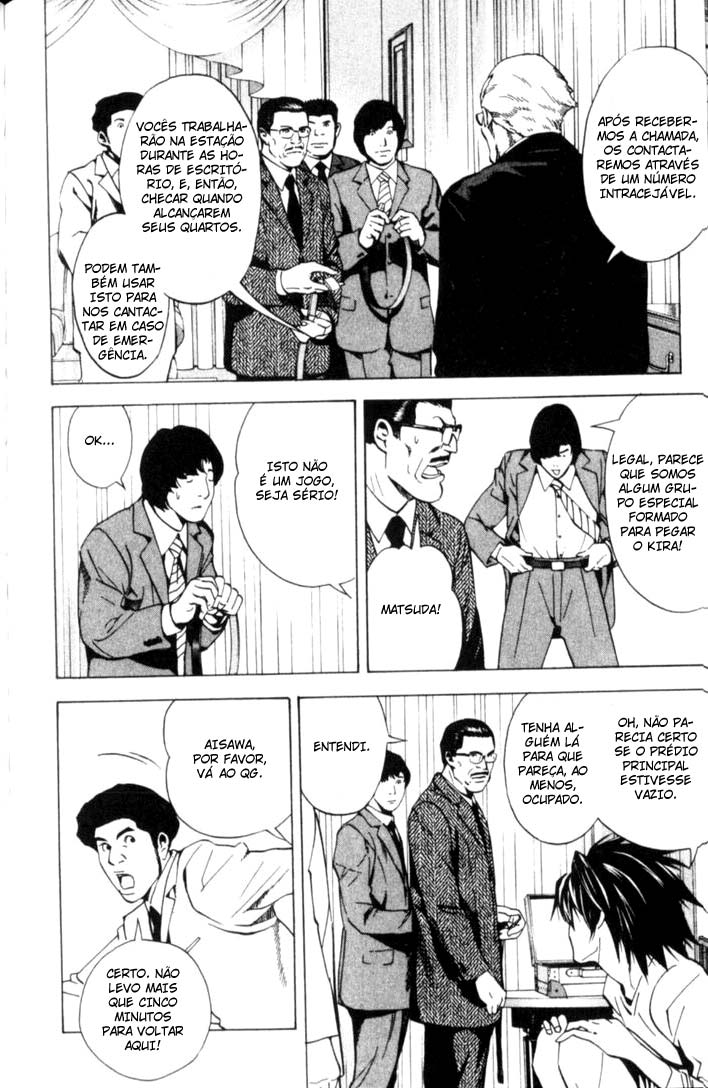 APÓS RECEBER-
MOS A CHAMADA,
OS CONTACTA-
REMOS ATRAVÉS
DE UM NÚMERO
INTRACEJÁVEL.
VOCÊS TRABALHA-
RÃO NA ESTAÇÃO
DURANTE AS HO-
RAS DE ESCRITÓ-
RIO, E, ENTÃO,
CHECAR QUANDO
ALCANÇAREM
SEUS QUARTOS.
PODEM TAM-
BÉM USAR
ISTO PARA
NOS CANTAC-
TAR EM CASO
DE EMER-
GÊNCIA.
LEGAL, PARECE
QUE SOMOS
ALGUM GRU-
PO ESPECIAL
FORMADO
PARA PEGAR
O KIRA!
MATSUDA!
ISTO NÃO
É UM JOGO,
SEJA SÉRIO!
OK...
OH, NÃO PA-
RECIA CERTO
SE O PRÉDIO
PRINCIPAL
ESTIVESSE
VAZIO.
TENHA AL-
GUÉM LÁ
PARA QUE
PAREÇA, AO
MENOS,
OCUPADO.
ENTENDI.
AISAWA,
POR FAVOR,
VÁ AO QG.
CERTO. NÃO
LEVO MAIS
QUE CINCO
MINUTOS
PARA VOLTAR
AQUI!